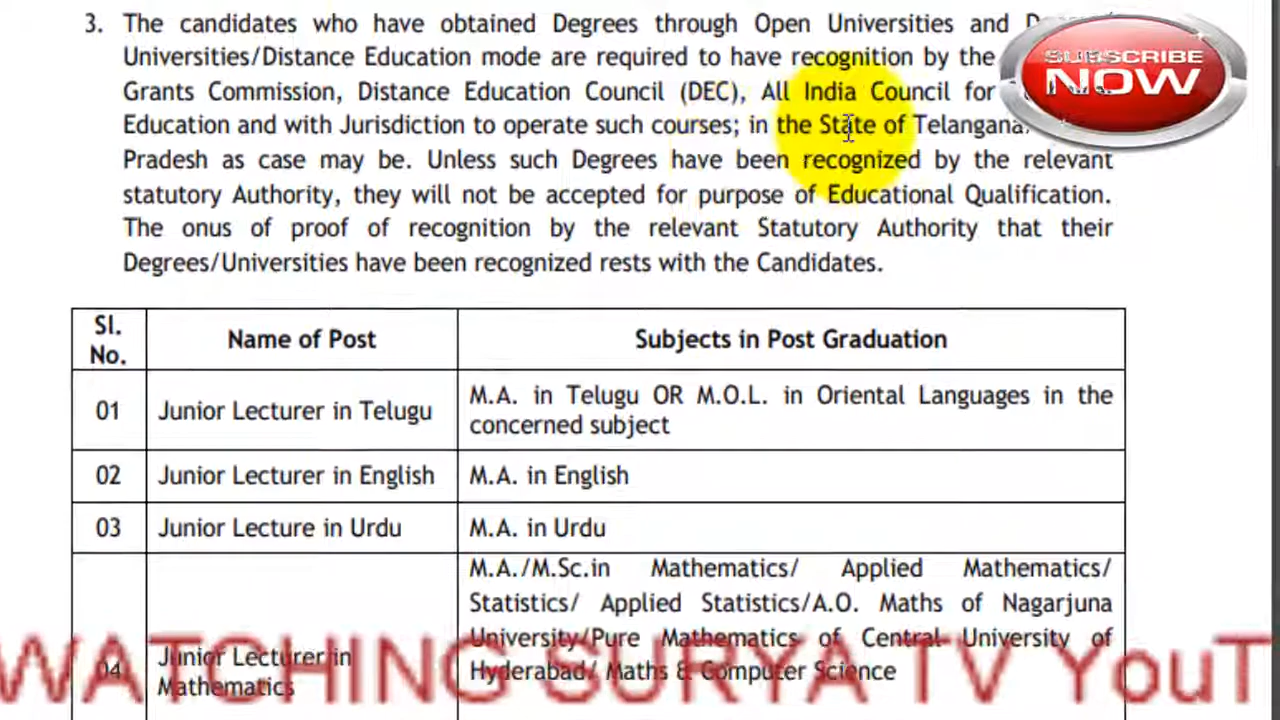 3. The candidates who have obtained Degrees through Open Universities and
Universities/Distance Education mode are required to have recognition by the
Grants Commission, Distance Education Council (DEC), All India Council for
Education and with Jurisdiction to operate such courses; in the State of Telangana
Pradesh as case may be. Unless such Degrees have been recognized by the relevant
statutory Authority, they will not be accepted for purpose of Educational Qualification.
The onus of proof of recognition by the relevant Statutory Authority that their
Degrees/Universities have been recognized rests with the Candidates.
SUBSCRIBE
NOW
Sl. No. Name of Post Subjects in Post Graduation
01 Junior Lecturer in Telugu M.A. in Telugu OR M.O.L. in Oriental Languages in the
concerned subject
02 Junior Lecturer in English M.A. in English
03 Junior Lecture in Urdu M.A. in Urdu
04 Junior Lecturer in
Mathematics
M.A./M.Sc.in Mathematics/ Applied Mathematics/
Statistics/ Applied Statistics/A.O. Maths of Nagarjuna
University/Pure Mathematics of Central University of
Hyderabad/ Maths & Computer Science
WATCHING SURYA TV YouT